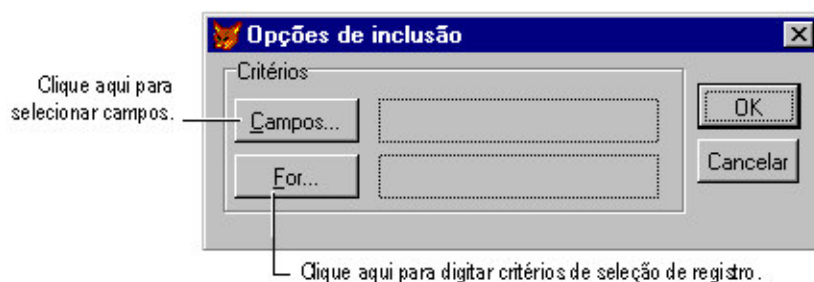 Opções de inclusão
Critérios
Clique aqui para
selecionar campos.
Campos...
OK
For...
Cancelar
Clique aqui para digitar critérios de seleção de registro.